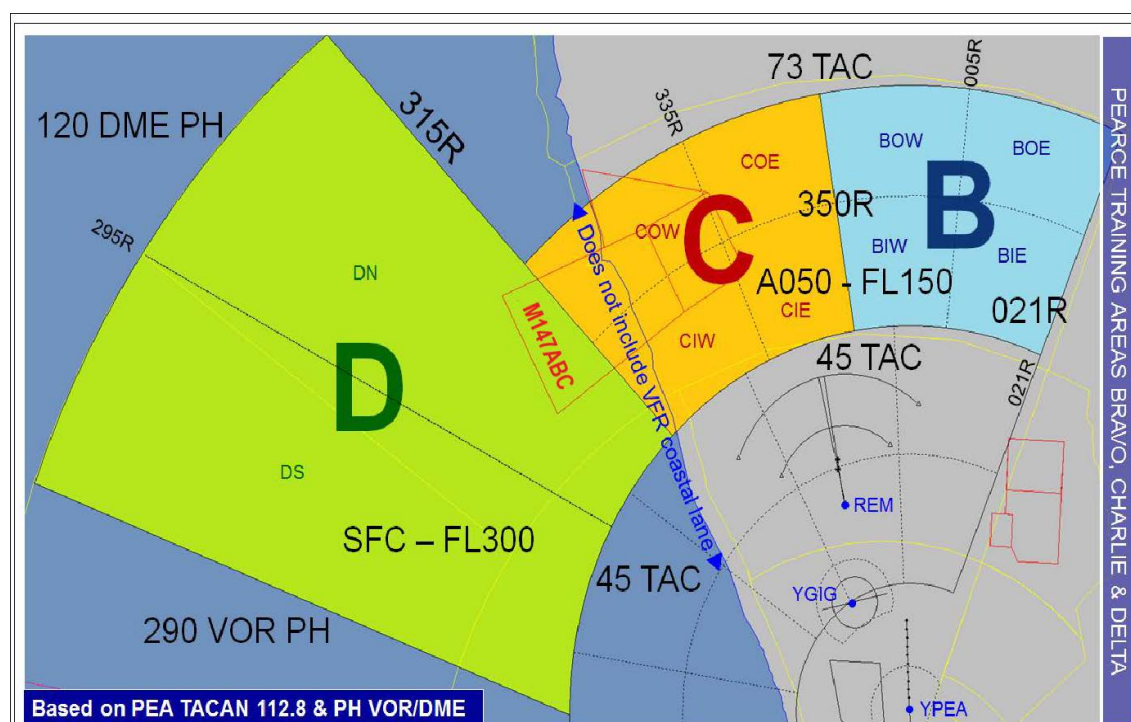 73 TAC
005R
335R
120 DME PH
315R
BOW
BOE
COE
295R
350R
B
C
COW
DN
BIW
BIE
A050 - FL150
Does not include VFR coastal lane
CIE
021R
M147ABC
CIW
45 TAC
021R
D
DS
REM
SFC – FL300
45 TAC
YGIG
290 VOR PH
YPEA
Based on PEA TACAN 112.8 & PH VOR/DME
PEARCE TRAINING AREAS BRAVO, CHARLIE & DELTA